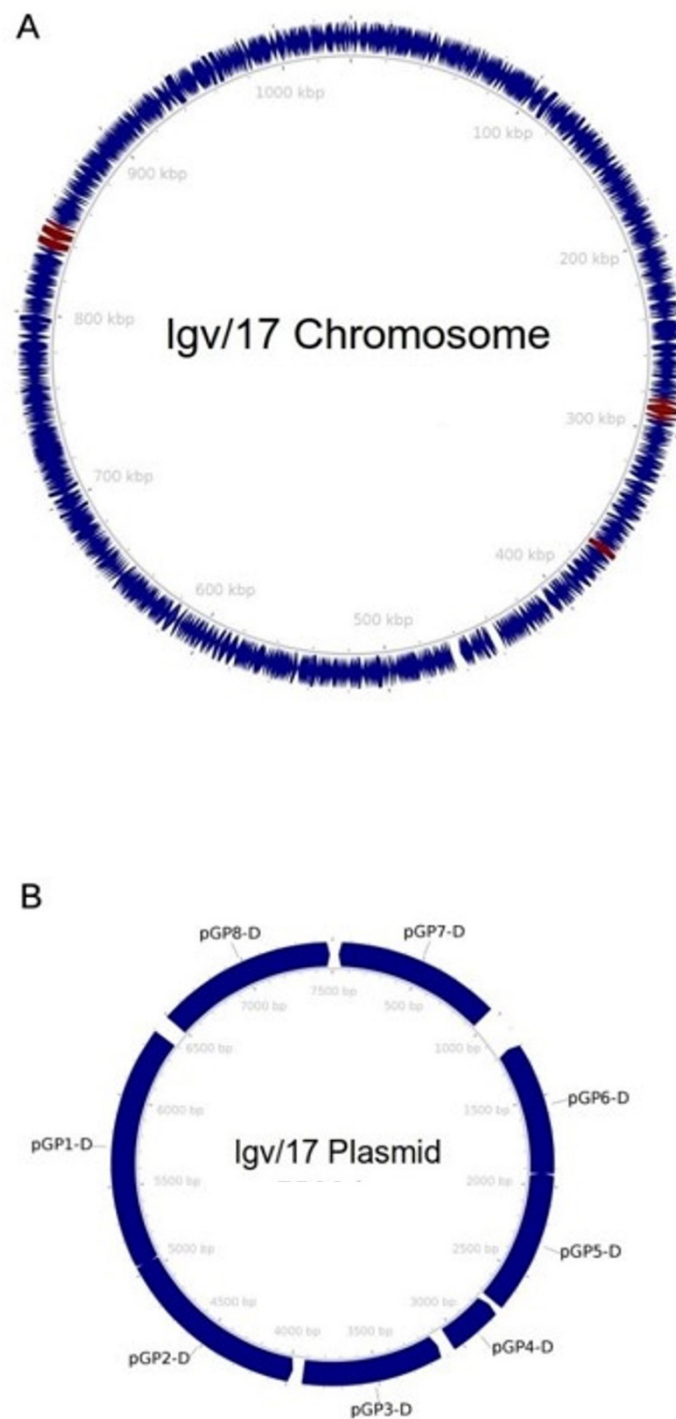 A
1000 kbp
100 kbp
900 kbp
200 kbp
800 kbp
Igv/17 Chromosome
300 kbp
700 kbp
400 kbp
600 kbp
500 kbp
B
pGP8-D
pGP7-D
7500 bp
7000 bp
500 bp
6500 bp
1000 bp
6000 bp
1500 bp
pGP6-D
pGP1-D
Igv/17 Plasmid
5500 bp
2000 bp
5000 bp
2500 bp
pGP5-D
4500 bp
3000 bp
4000 bp
3500 bp
pGP4-D
pGP2-D
pGP3-D